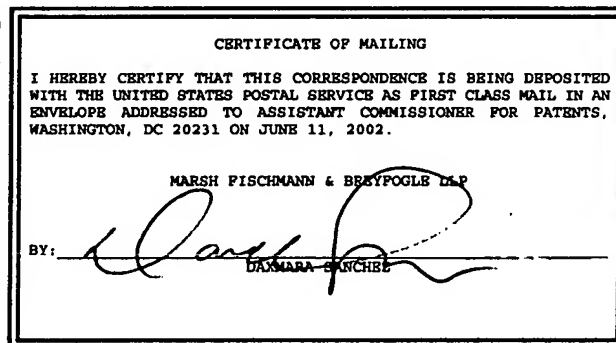 CERTIFICATE OF MAILING
I HEREBY CERTIFY THAT THIS CORRESPONDENCE IS BEING DEPOSITED
WITH THE UNITED STATES POSTAL SERVICE AS FIRST CLASS MAIL IN AN
ENVELOPE ADDRESSED TO ASSISTANT COMMISSIONER FOR PATENTS,
WASHINGTON, DC 20231 ON JUNE 11, 2002.
MARSH FISCHMANN & BREYFOGLE LLP
BY:
DAXMARA SANCHEZ